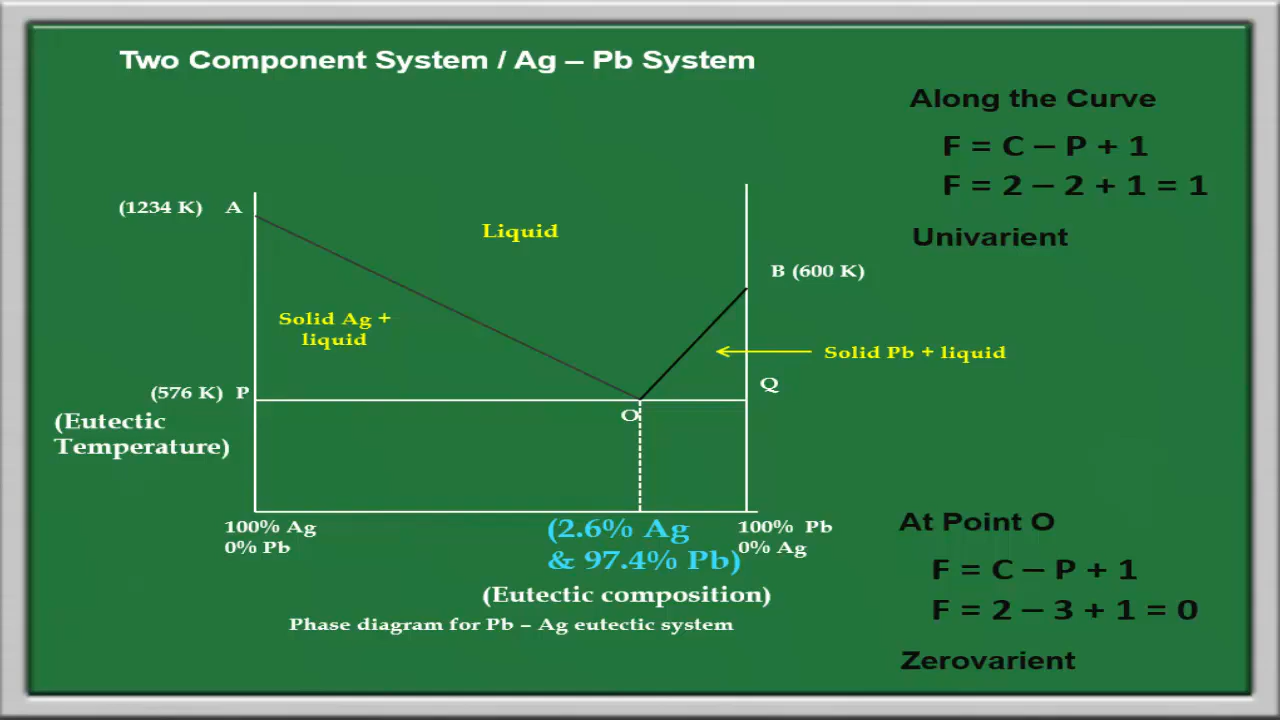 Two Component System / Ag – Pb System
Along the Curve
F = C – P + 1
F = 2 – 2 + 1 = 1
Univarient
(1234 K) A
Liquid
B (600 K)
Solid Ag +
liquid
Solid Pb + liquid
(576 K) P
Q
(Eutectic
Temperature)
O
100% Ag
0% Pb
(2.6% Ag
& 97.4% Pb)
100% Pb
0% Ag
(Eutectic composition)
Phase diagram for Pb – Ag eutectic system
At Point O
F = C – P + 1
F = 2 – 3 + 1 = 0
Zerovarient